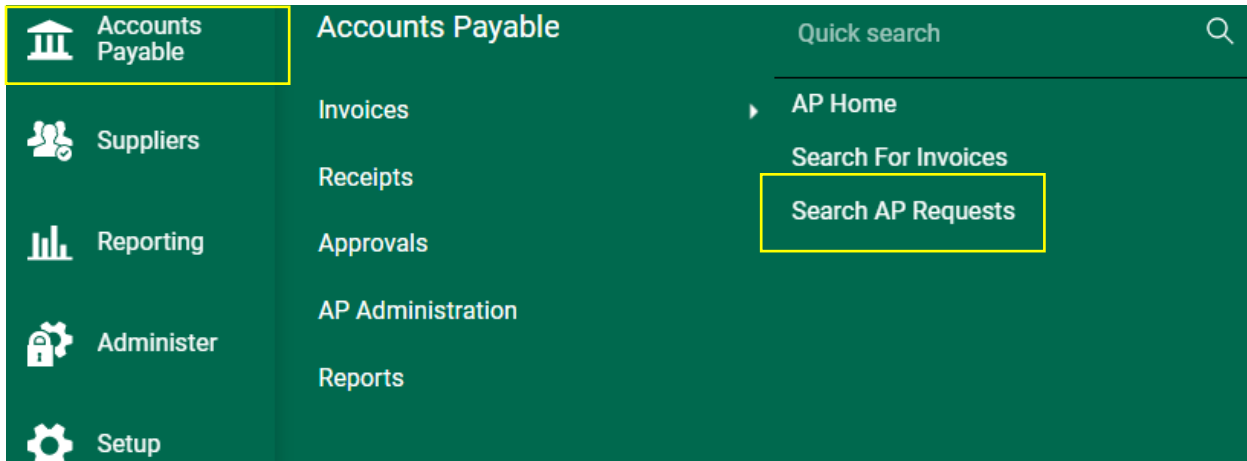 Accounts
Payable
Suppliers
Reporting
Administer
Setup
Accounts Payable
Invoices
Receipts
Approvals
AP Administration
Reports
Quick search
AP Home
Search For Invoices
Search AP Requests